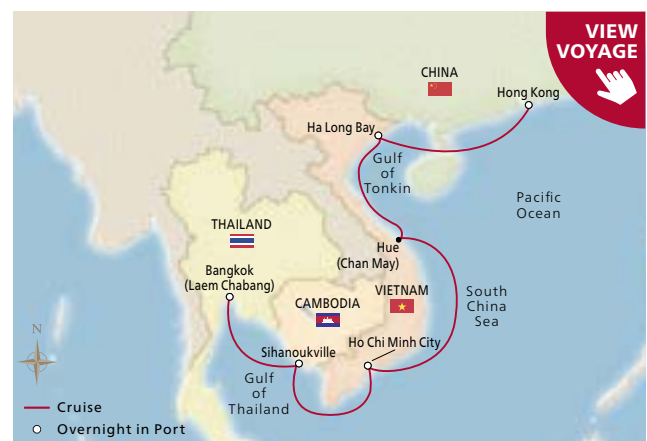 VIEW
VOYAGE
CHINA
Hong Kong
Ha Long Bay
Gulf
of
Tonkin
Pacific
Ocean
THAILAND
Hue
(Chan May)
Bangkok
(Laem Chabang)
CAMBODIA
VIETNAM
South
China
Sea
Ho Chi Minh City
Sihanoukville
Gulf
of
Thailand
N
Cruise
Overnight in Port